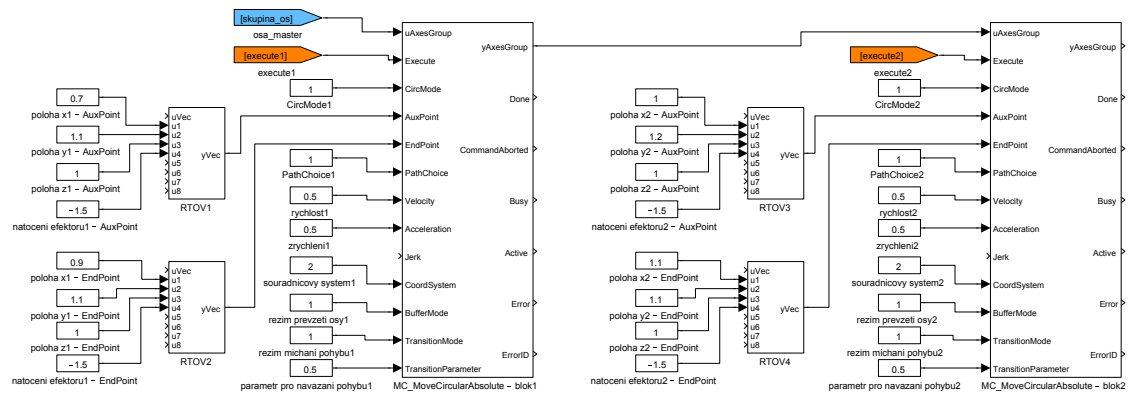 [skupina_os]
osa_master
[execute1]
execute1
1
CircMode1
0.7
poloha x1 - AuxPoint
1.1
poloha y1 - AuxPoint
1
poloha z1 - AuxPoint
-1.5
natoceni efektoru1 - AuxPoint
uVec
u1
u2
u3
u4
u5
u6
u7
u8
yVec
RTOV1
1
PathChoice1
0.5
rychlost1
0.5
zrychleni1
2
souradnicovy system1
1
rezim prevzeti osy1
1
rezim michani pohybu1
0.5
parametr pro navazani pohybu1
0.9
poloha x1 - EndPoint
1.1
poloha y1 - EndPoint
1
poloha z1 - EndPoint
-1.5
natoceni efektoru1 - EndPoint
uVec
u1
u2
u3
u4
u5
u6
u7
u8
yVec
RTOV2
uAxesGroup
Execute
CircMode
AuxPoint
EndPoint
PathChoice
Velocity
Acceleration
Jerk
CoordSystem
BufferMode
TransitionMode
TransitionParameter
yAxesGroup
Done
CommandAborted
Busy
Active
Error
ErrorID
MC_MoveCircularAbsolute - blok1
[execute2]
execute2
1
CircMode2
1
poloha x2 - AuxPoint
1.2
poloha y2 - AuxPoint
1
poloha z2 - AuxPoint
-1.5
natoceni efektoru2 - AuxPoint
uVec
u1
u2
u3
u4
u5
u6
u7
u8
yVec
RTOV3
1
PathChoice2
0.5
rychlost2
0.5
zrychleni2
2
souradnicovy system2
1
rezim prevzeti osy2
1
rezim michani pohybu2
0.5
parametr pro navazani pohybu2
1.1
poloha x2 - EndPoint
1.1
poloha y2 - EndPoint
1
poloha z2 - EndPoint
-1.5
natoceni efektoru2 - EndPoint
uVec
u1
u2
u3
u4
u5
u6
u7
u8
yVec
RTOV4
uAxesGroup
Execute
CircMode
AuxPoint
EndPoint
PathChoice
Velocity
Acceleration
Jerk
CoordSystem
BufferMode
TransitionMode
TransitionParameter
yAxesGroup
Done
CommandAborted
Busy
Active
Error
ErrorID
MC_MoveCircularAbsolute - blok2